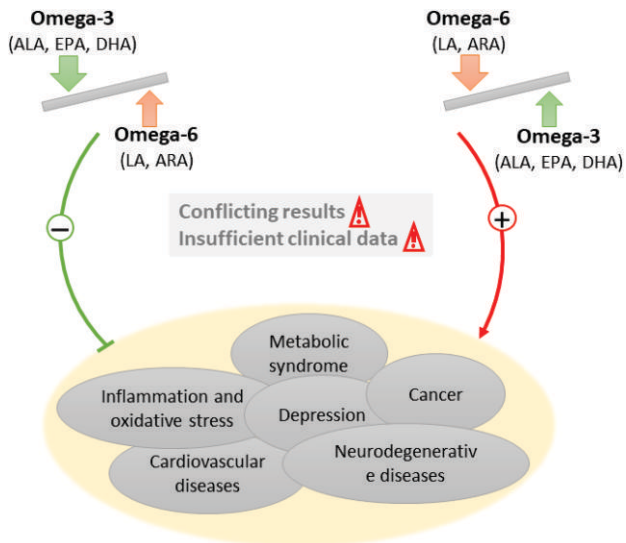 Omega-3
(ALA, EPA, DHA)
Omega-6
(LA, ARA)
Omega-6
(LA, ARA)
Omega-3
(ALA, EPA, DHA)
−
+
Conflicting results
Insufficient clinical data
Metabolic
syndrome
Inflammation and
oxidative stress
Depression
Cancer
Cardiovascular
diseases
Neurodegenerativ
e diseases